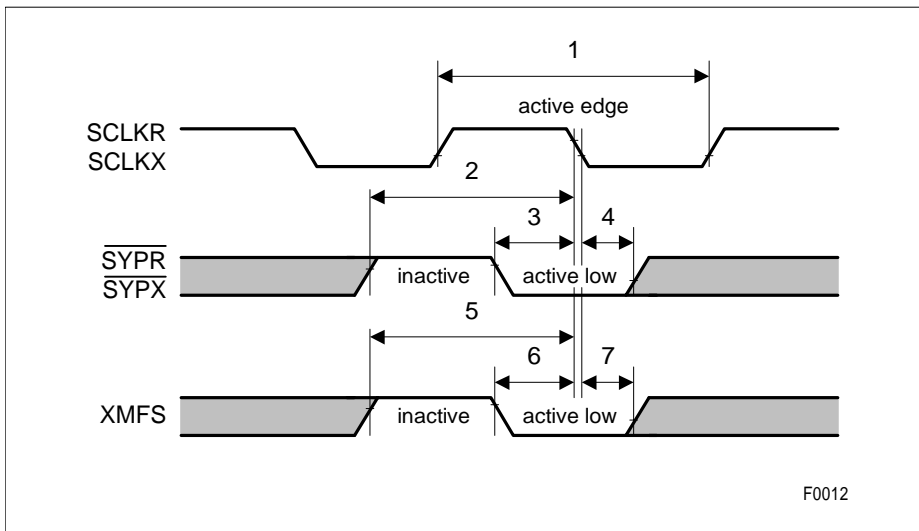 1
active edge
SCLKR
SCLKX
2
3
4
SYPR
SYPX
inactive
active low
5
6
7
XMFS
inactive
active low
F0012